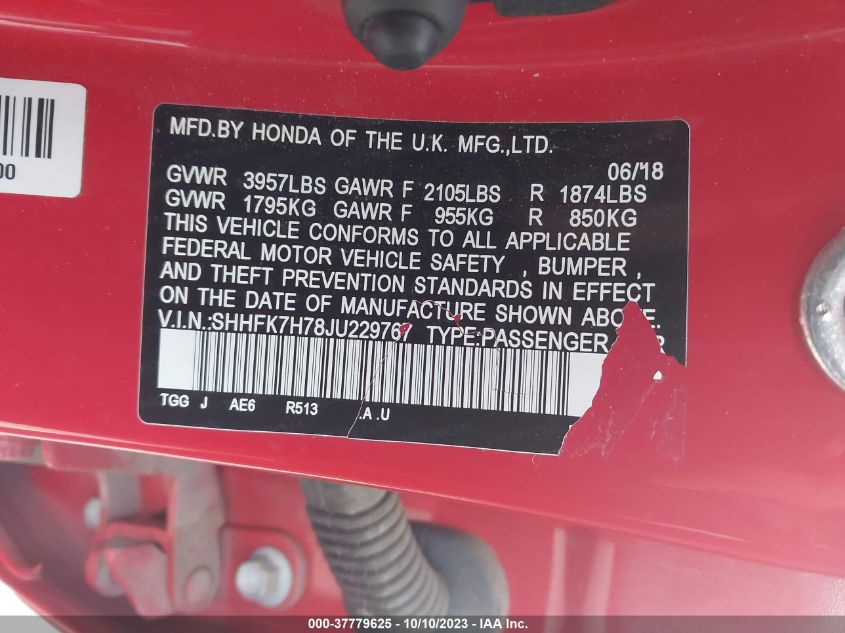 00
MFD.BY HONDA OF THE U.K. MFG.,LTD.
06/18
GVWR 3957LBS GAWR F 2105LBS R 1874LBS
GVWR 1795KG GAWR F 955KG R 850KG
THIS VEHICLE CONFORMS TO ALL APPLICABLE
FEDERAL MOTOR VEHICLE SAFETY , BUMPER ,
AND THEFT PREVENTION STANDARDS IN EFFECT
ON THE DATE OF MANUFACTURE SHOWN ABOVE.
V.I.N.:SHHFK7H78JU229767 TYPE:PASSENGER
TGG J AE6 R513 .A .U
000-37779625 - 10/10/2023 - IAA Inc.